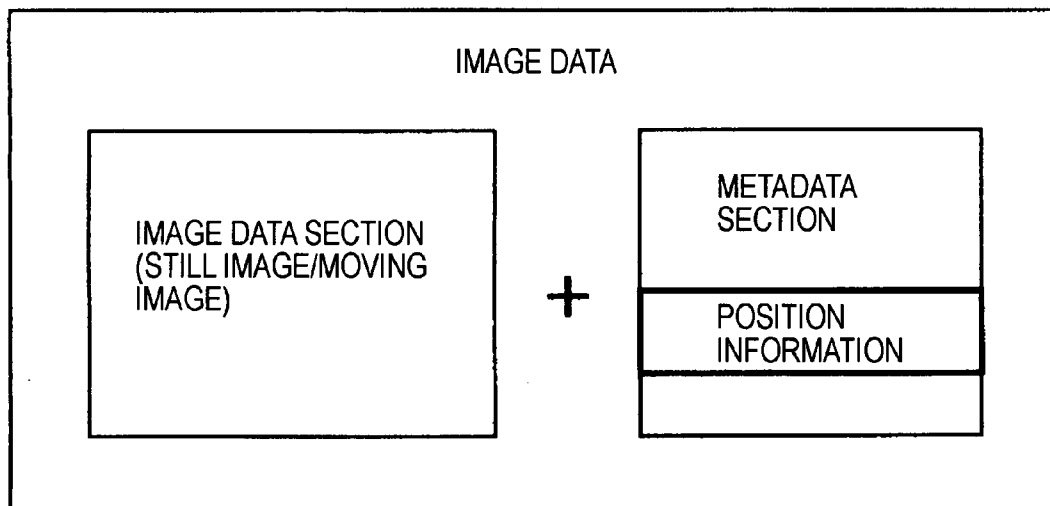 IMAGE DATA
IMAGE DATA SECTION
(STILL IMAGE/MOVING
IMAGE)
+
METADATA
SECTION
POSITION
INFORMATION